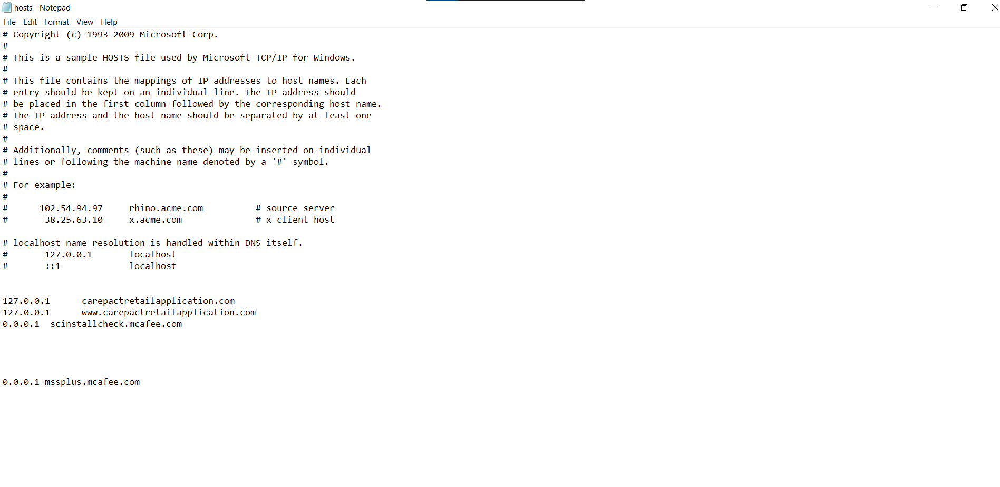 hosts - Notepad
File Edit Format View Help
# Copyright (c) 1993-2009 Microsoft Corp.
#
# This is a sample HOSTS file used by Microsoft TCP/IP for Windows.
#
# This file contains the mappings of IP addresses to host names. Each
# entry should be kept on an individual line. The IP address should
# be placed in the first column followed by the corresponding host name.
# The IP address and the host name should be separated by at least one
# space.
#
# Additionally, comments (such as these) may be inserted on individual
# lines or following the machine name denoted by a '#' symbol.
#
# For example:
#
#      102.54.94.97     rhino.acme.com          # source server
#       38.25.63.10     x.acme.com              # x client host

# localhost name resolution is handled within DNS itself.
#       127.0.0.1       localhost
#       ::1             localhost

127.0.0.1      carepactretailapplication.com
127.0.0.1      www.carepactretailapplication.com
0.0.0.1  scinstallcheck.mcafee.com

0.0.0.1 mssplus.mcafee.com